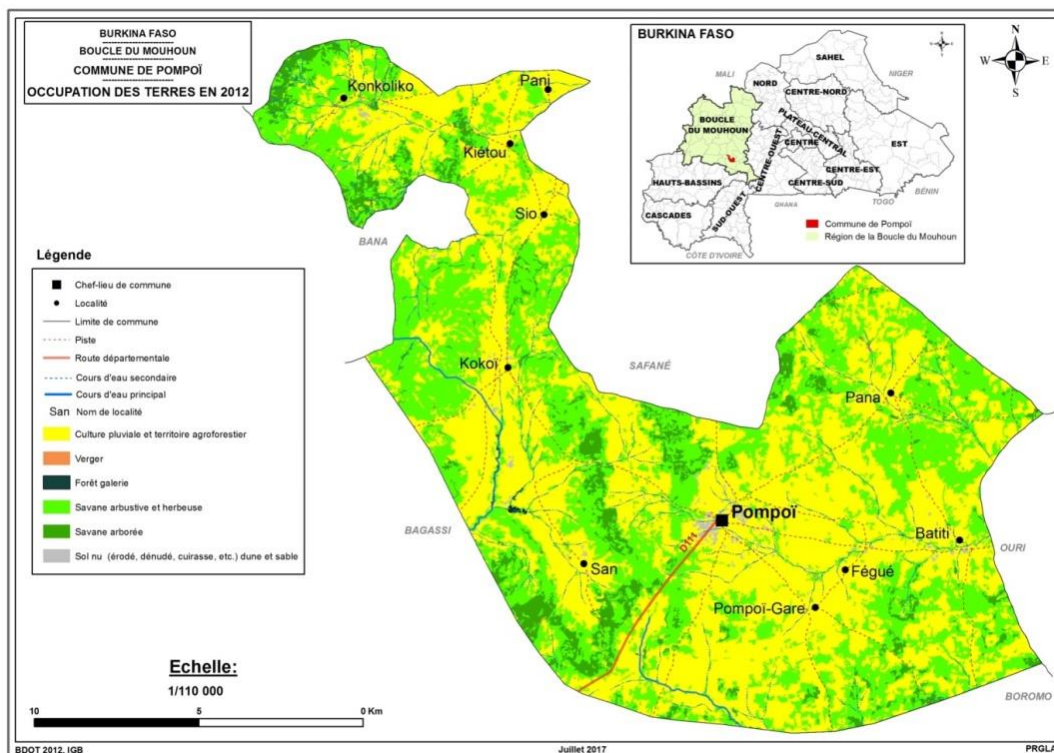 BURKINA FASO
BOUCLE DU MOUHOUN
COMMUNE DE POMPOÏ
OCCUPATION DES TERRES EN 2012
BURKINA FASO
N
W E
S
MALI
NIGER
SAHEL
NORD
CENTRE-NORD
BOUCLE
DU MOUHOUN
PLATEAU-CENTRAL
CENTRE
EST
CENTRE-OUEST
CENTRE-EST
HAUTS-BASSINS
CENTRE-SUD
BÉNIN
TOGO
GHANA
SUD-OUEST
CASCADES
CÔTE D'IVOIRE
Commune de Pompoï
Région de la Boucle du Mouhoun
Konkoliko
Pani
Kiétou
Sio
BANA
Kokoï
SAFANÉ
Pana
Pompoï
D111
BAGASSI
Batiti
OURI
San
Fégué
Pompoï-Gare
BOROMO
Légende
Chef-lieu de commune
Localité
Limite de commune
Piste
Route départementale
Cours d'eau secondaire
Cours d'eau principal
San Nom de localité
Culture pluviale et territoire agroforestier
Verger
Forêt galerie
Savane arbustive et herbeuse
Savane arborée
Sol nu (érodé, dénudé, cuirasse, etc.) dune et sable
Echelle:
1/110 000
10 5 0 Km
BDOT 2012, IGB
Juillet 2017
PRGLA